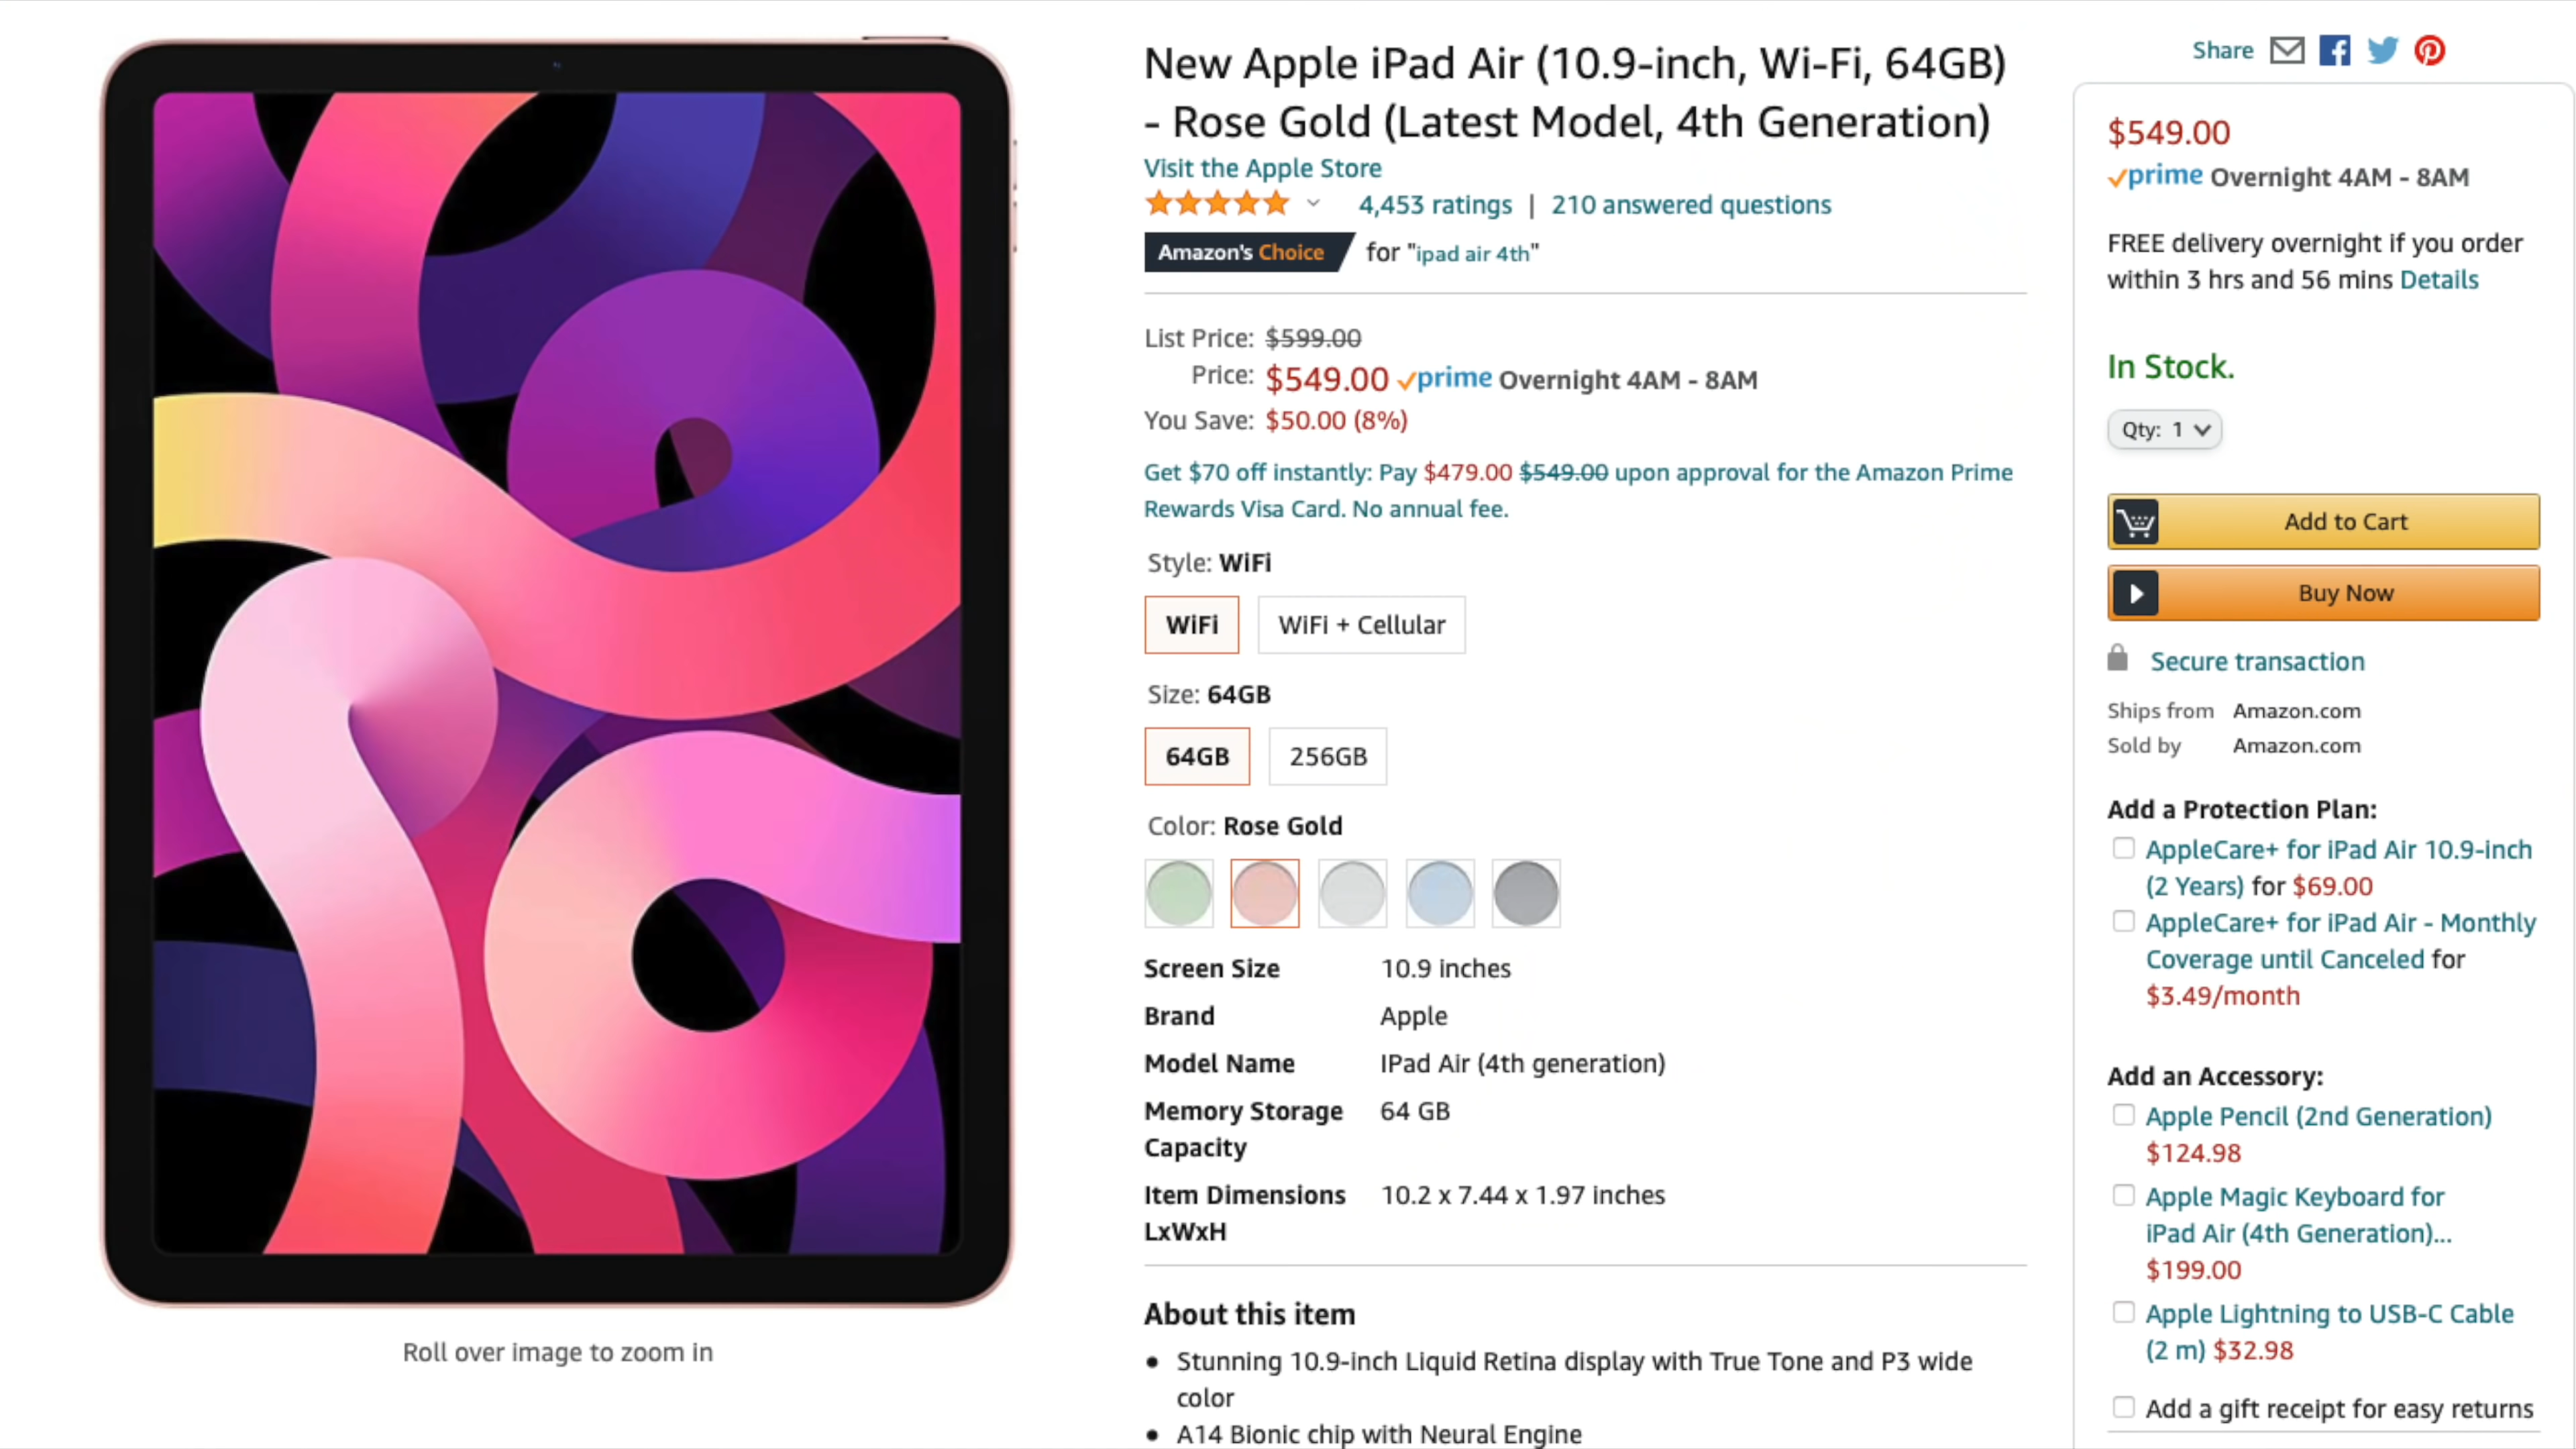 New Apple iPad Air (10.9-inch, Wi-Fi, 64GB)
- Rose Gold (Latest Model, 4th Generation)
Visit the Apple Store
4,453 ratings | 210 answered questions
Amazon's Choice for "ipad air 4th"
List Price: $599.00
Price: $549.00 prime Overnight 4AM - 8AM
You Save: $50.00 (8%)
Get $70 off instantly: Pay $479.00 $549.00 upon approval for the Amazon Prime
Rewards Visa Card. No annual fee.
Style: WiFi
WiFi WiFi + Cellular
Size: 64GB
64GB 256GB
Color: Rose Gold
Screen Size 10.9 inches
Brand Apple
Model Name IPad Air (4th generation)
Memory Storage 64 GB
Capacity
Item Dimensions 10.2 x 7.44 x 1.97 inches
LxWxH
About this item
• Stunning 10.9-inch Liquid Retina display with True Tone and P3 wide
color
• A14 Bionic chip with Neural Engine
Roll over image to zoom in
Share
$549.00
prime Overnight 4AM - 8AM
FREE delivery overnight if you order
within 3 hrs and 56 mins Details
In Stock.
Qty: 1
Add to Cart
Buy Now
Secure transaction
Ships from Amazon.com
Sold by Amazon.com
Add a Protection Plan:
AppleCare+ for iPad Air 10.9-inch
(2 Years) for $69.00
AppleCare+ for iPad Air - Monthly
Coverage until Canceled for
$3.49/month
Add an Accessory:
Apple Pencil (2nd Generation)
$124.98
Apple Magic Keyboard for
iPad Air (4th Generation)...
$199.00
Apple Lightning to USB-C Cable
(2 m) $32.98
Add a gift receipt for easy returns